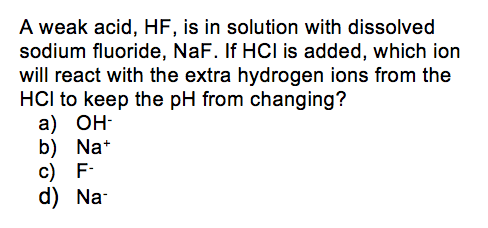 A weak acid, HF, is in solution with dissolved
sodium fluoride, NaF. If HCl is added, which ion
will react with the extra hydrogen ions from the
HCl to keep the pH from changing?
a) OH⁻
b) Na⁺
c) F⁻
d) Na⁻